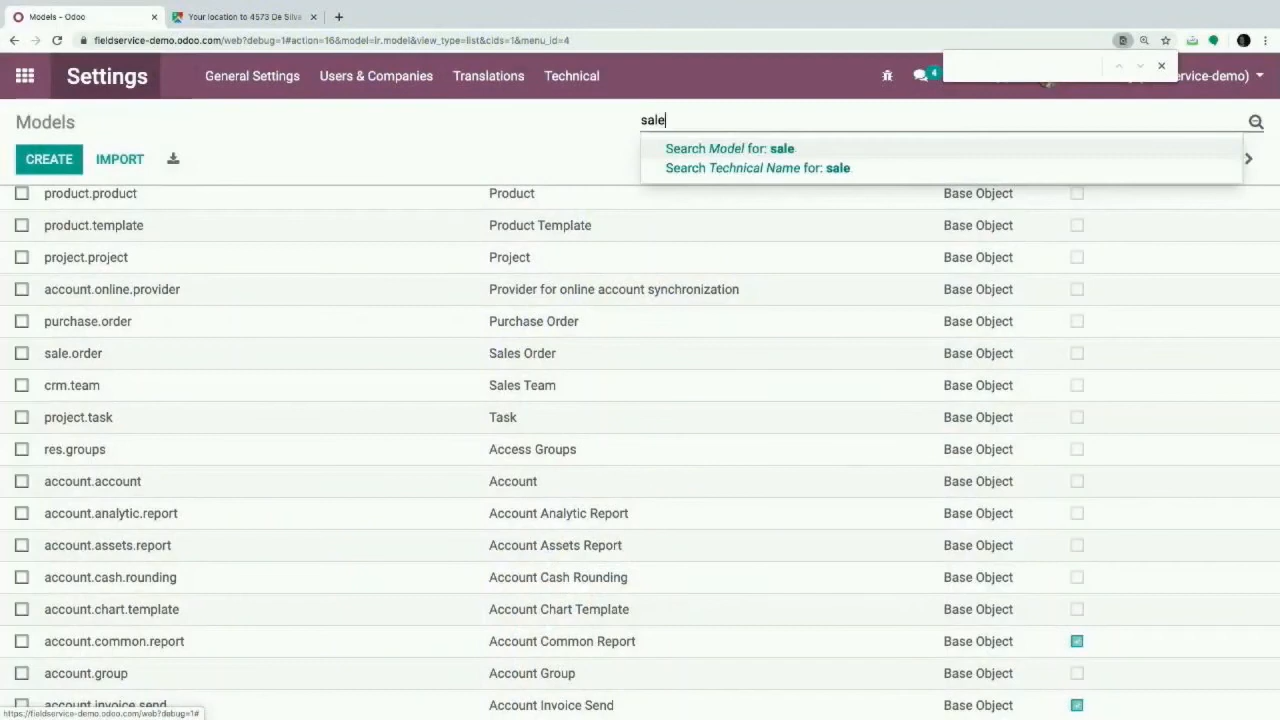 Models - Odoo
Your location to 4573 De Silva
fieldservice-demo.odoo.com/web?debug=1#action=16&model=ir.model&view_type=list&cids=1&menu_id=4
Settings
General Settings
Users & Companies
Translations
Technical
4
service-demo)
Models
sale
CREATE
IMPORT
Search Model for: sale
Search Technical Name for: sale
product.product Product Base Object
product.template Product Template Base Object
project.project Project Base Object
account.online.provider Provider for online account synchronization Base Object
purchase.order Purchase Order Base Object
sale.order Sales Order Base Object
crm.team Sales Team Base Object
project.task Task Base Object
res.groups Access Groups Base Object
account.account Account Base Object
account.analytic.report Account Analytic Report Base Object
account.assets.report Account Assets Report Base Object
account.cash.rounding Account Cash Rounding Base Object
account.chart.template Account Chart Template Base Object
account.common.report Account Common Report Base Object
account.group Account Group Base Object
account.invoice.send Account Invoice Send Base Object
https://fieldservice-demo.odoo.com/web?debug=1#